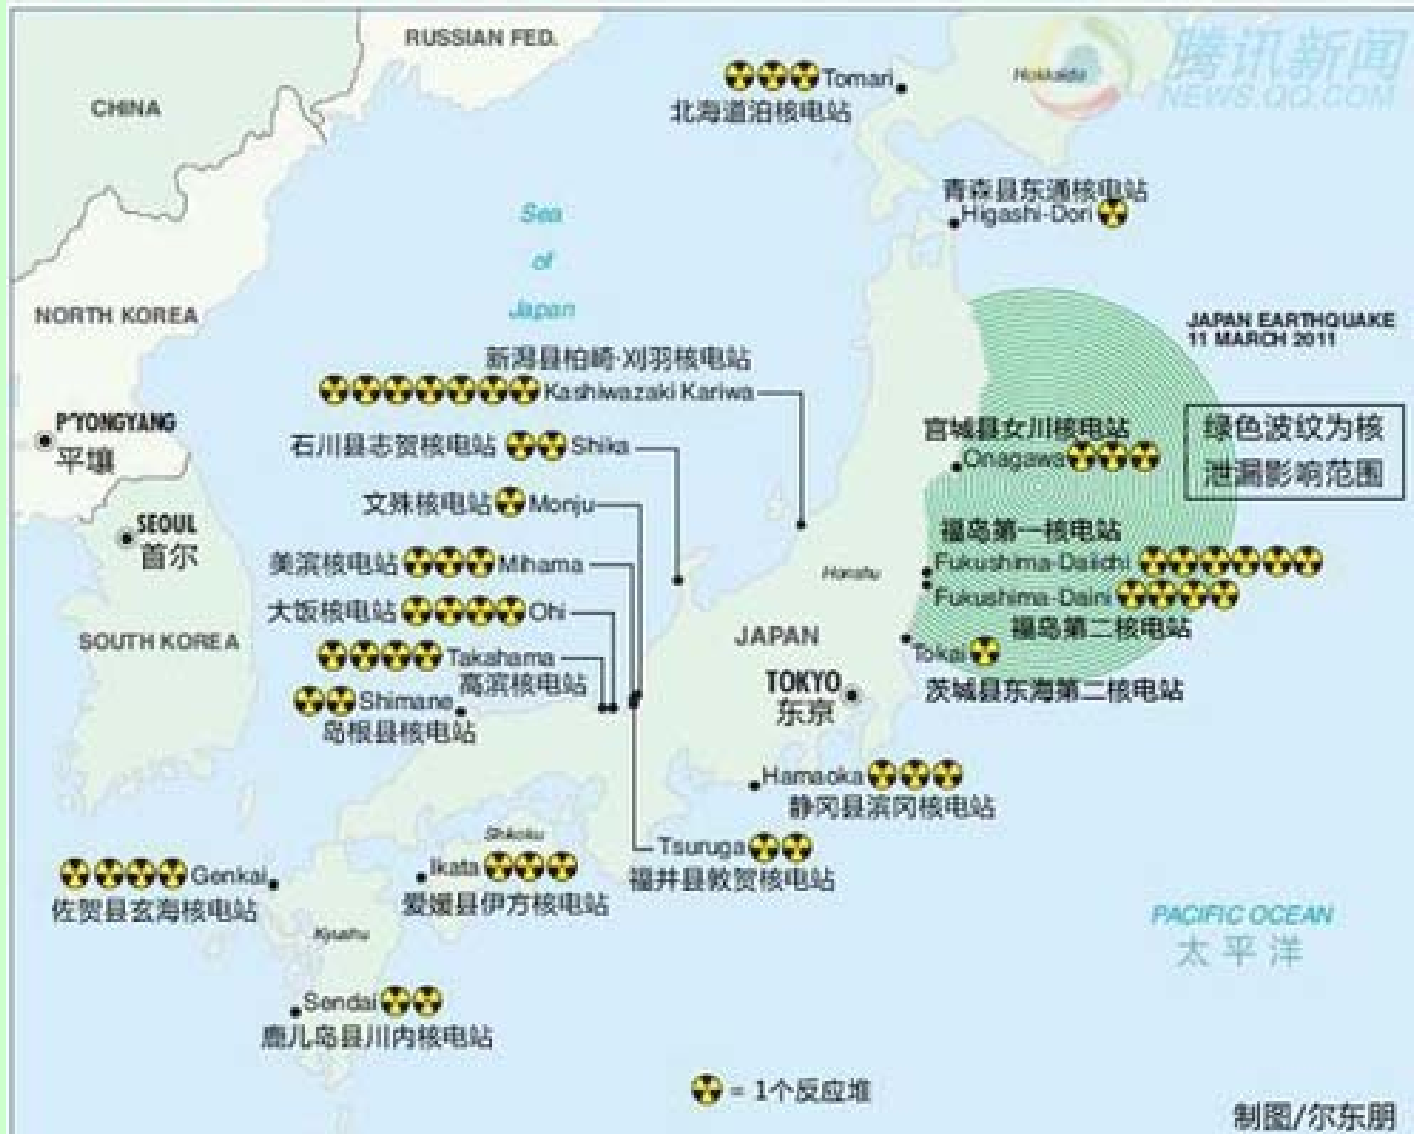 RUSSIAN FED.
CHINA
Tomari
北海道泊核电站
Hokkaido
腾讯新闻
NEWS.QQ.COM
青森县东通核电站
Higashi-Dori
Sea
of
Japan
NORTH KOREA
JAPAN EARTHQUAKE
11 MARCH 2011
新潟县柏崎·刈羽核电站
Kashiwazaki Kariwa
P'YONGYANG
平壤
石川县志贺核电站 Shika
宫城县女川核电站
Onagawa
绿色波纹为核
泄漏影响范围
文殊核电站 Monju
SEOUL
首尔
福岛第一核电站
Fukushima-Daiichi
美滨核电站 Mihama
Honshu
Fukushima-Daini
福岛第二核电站
大饭核电站 Ohi
SOUTH KOREA
JAPAN
Takahama
高滨核电站
Tokai
茨城县东海第二核电站
TOKYO
东京
Shimane
岛根县核电站
Hamaoka
静冈县滨冈核电站
Shikoku
Tsuruga
福井县敦贺核电站
Ikata
爱媛县伊方核电站
Genkai
佐贺县玄海核电站
Kyushu
PACIFIC OCEAN
太平洋
Sendai
鹿儿岛县川内核电站
= 1个反应堆
制图/尔东朋